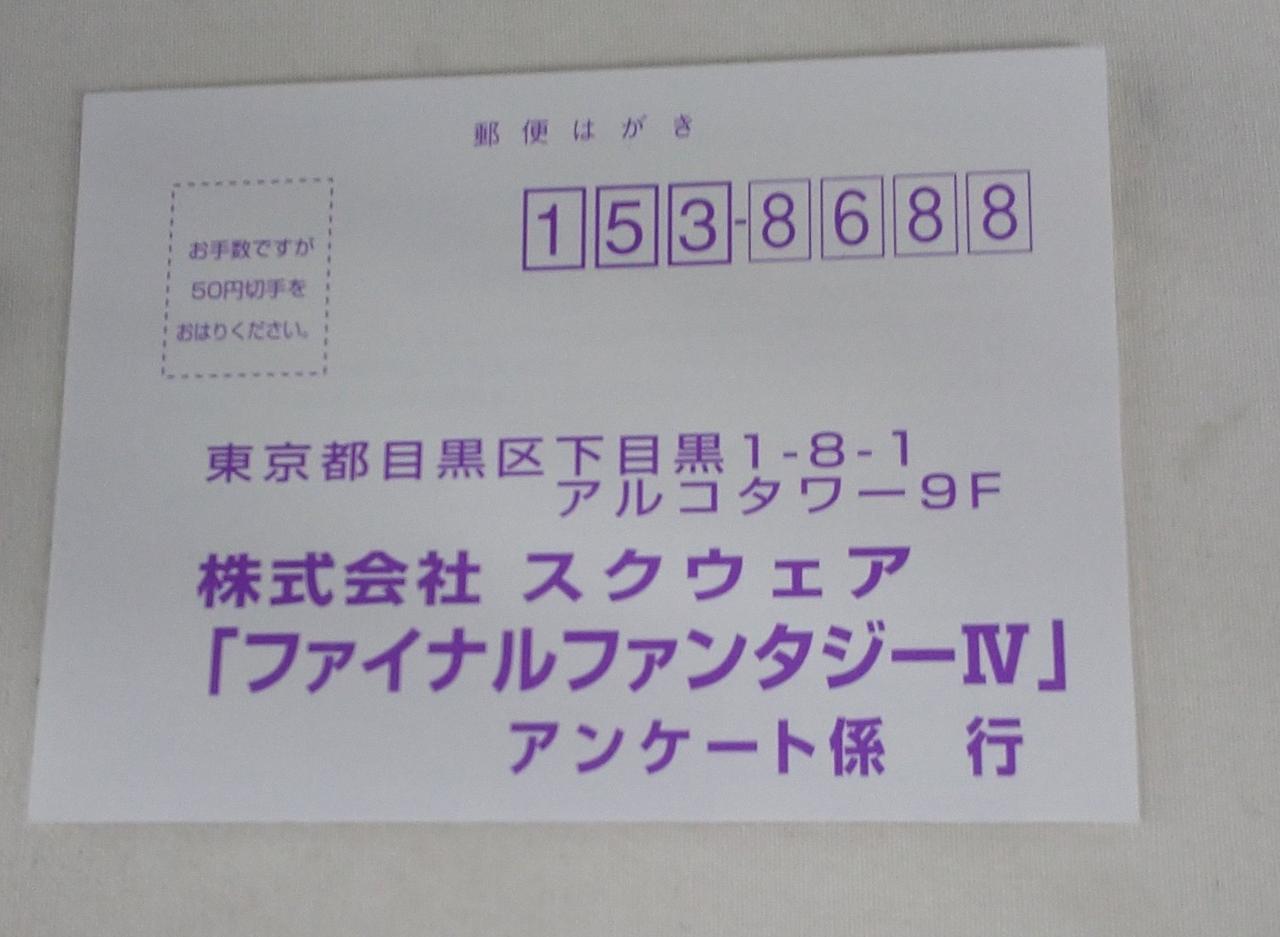 郵便はがき
153-8688
お手数ですが
50円切手を
おはりください。
東京都目黒区下目黒1-8-1
アルコタワー9F
株式会社 スクウェア
「ファイナルファンタジーⅣ」
アンケート係 行